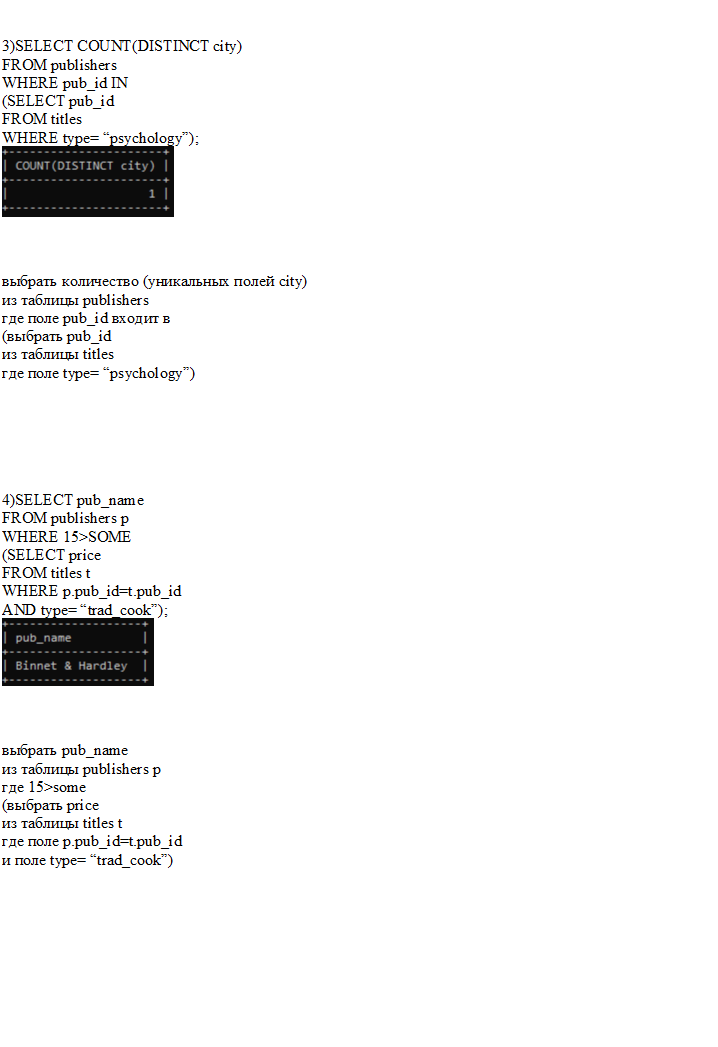 3)SELECT COUNT(DISTINCT city)
FROM publishers
WHERE pub_id IN
(SELECT pub_id
FROM titles
WHERE type= “psychology”);
+---------------------+
| COUNT(DISTINCT city) |
+---------------------+
| 1 |
+---------------------+
выбрать количество (уникальных полей city)
из таблицы publishers
где поле pub_id входит в
(выбрать pub_id
из таблицы titles
где поле type= “psychology”)
4)SELECT pub_name
FROM publishers p
WHERE 15>SOME
(SELECT price
FROM titles t
WHERE p.pub_id=t.pub_id
AND type= “trad_cook”);
+------------------+
| pub_name |
+------------------+
| Binnet & Hardley |
+------------------+
выбрать pub_name
из таблицы publishers p
где 15>some
(выбрать price
из таблицы titles t
где поле p.pub_id=t.pub_id
и поле type= “trad_cook”)